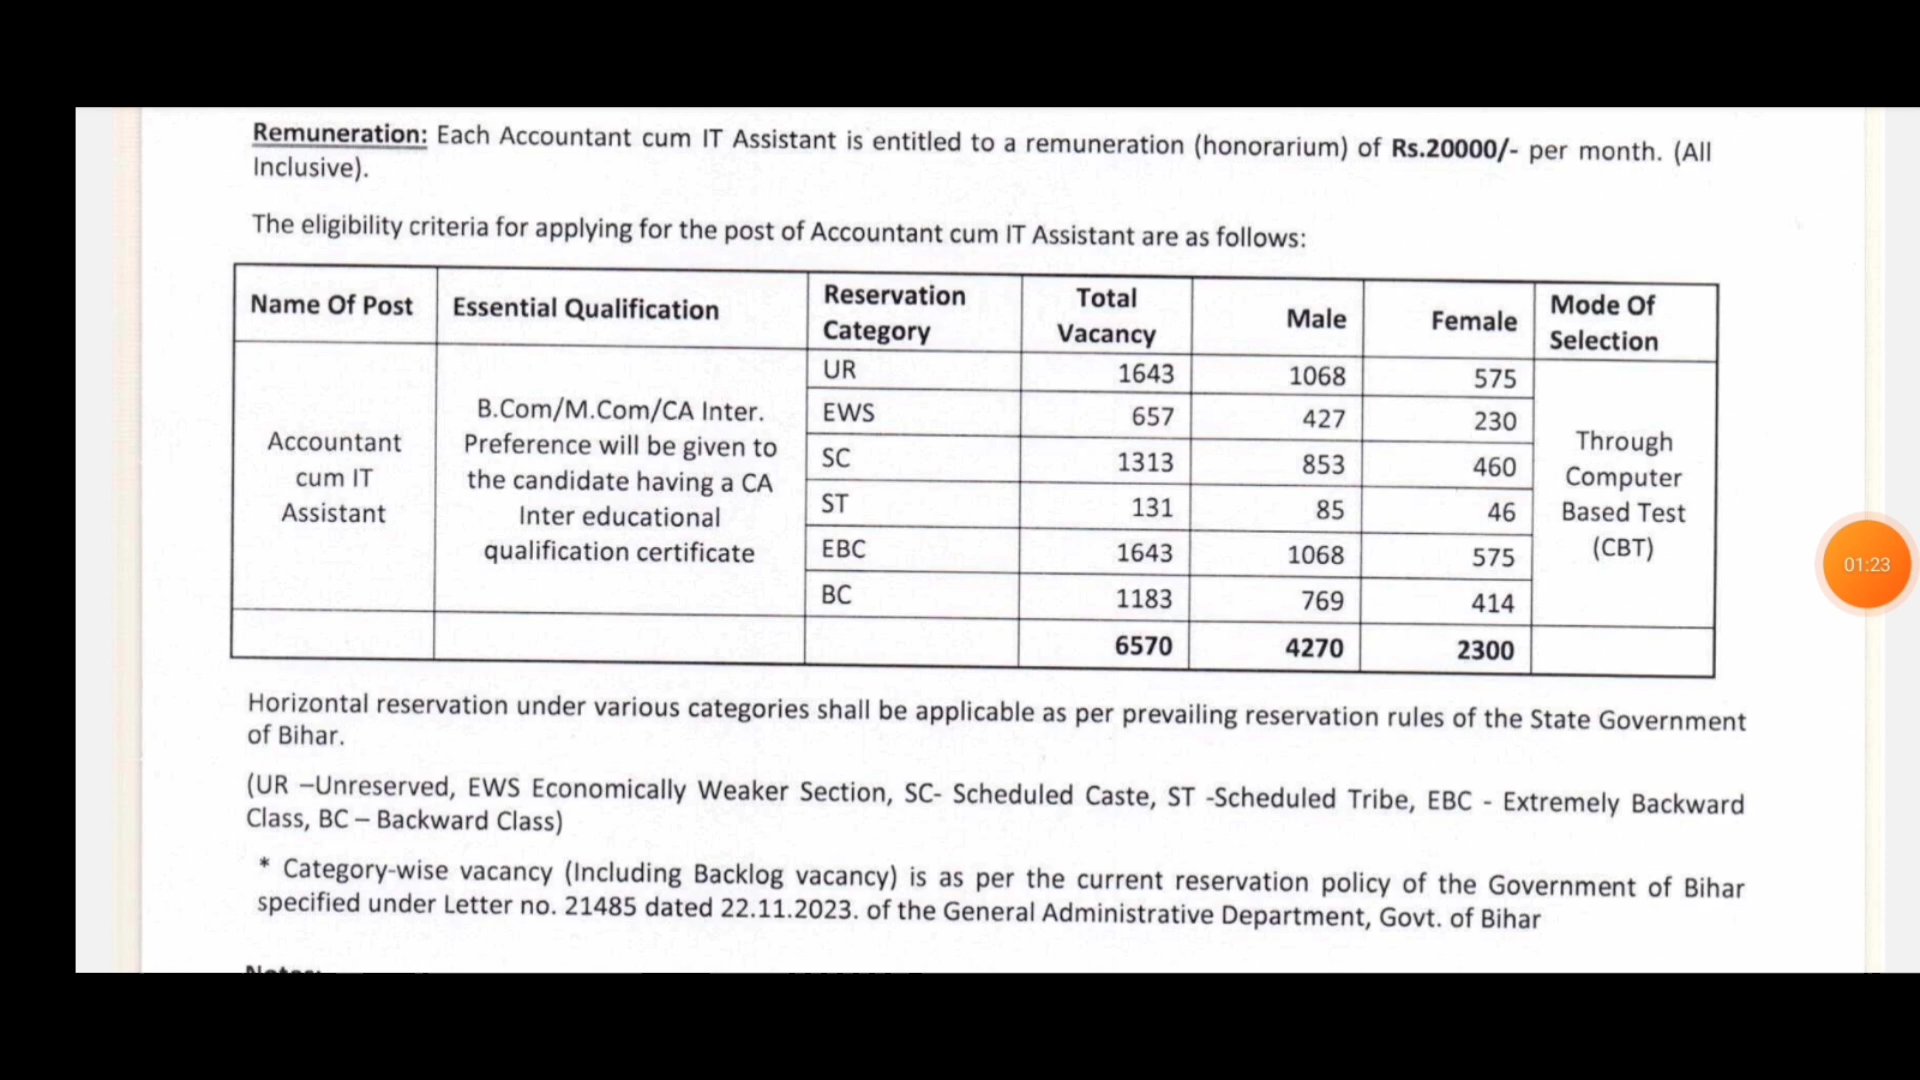 Remuneration: Each Accountant cum IT Assistant is entitled to a remuneration (honorarium) of Rs.20000/- per month. (All
Inclusive).
The eligibility criteria for applying for the post of Accountant cum IT Assistant are as follows:
Name Of Post Essential Qualification Reservation Category Total Vacancy Male Female Mode Of Selection
Accountant
cum IT
Assistant
B.Com/M.Com/CA Inter.
Preference will be given to
the candidate having a CA
Inter educational
qualification certificate
UR 1643 1068 575
EWS 657 427 230
SC 1313 853 460
ST 131 85 46
EBC 1643 1068 575
BC 1183 769 414
Through
Computer
Based Test
(CBT)
6570 4270 2300
Horizontal reservation under various categories shall be applicable as per prevailing reservation rules of the State Government
of Bihar.
(UR –Unreserved, EWS Economically Weaker Section, SC- Scheduled Caste, ST -Scheduled Tribe, EBC - Extremely Backward
Class, BC – Backward Class)
* Category-wise vacancy (Including Backlog vacancy) is as per the current reservation policy of the Government of Bihar
specified under Letter no. 21485 dated 22.11.2023. of the General Administrative Department, Govt. of Bihar
01:23